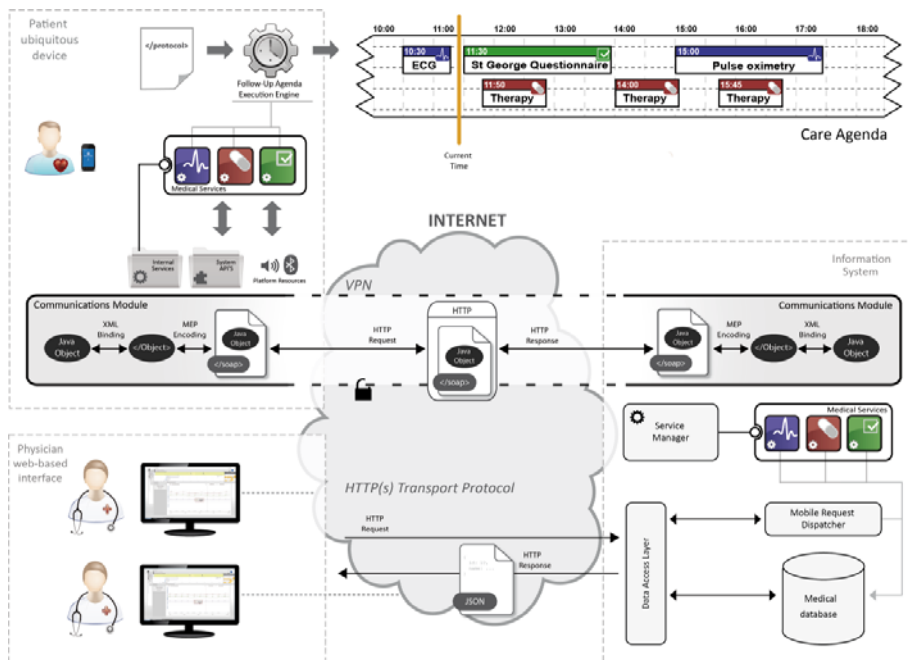 Patient
ubiquitous
device
</protocol>
Follow-Up Agenda
Execution Engine
Medical Services
Internal
Services
System
API'S
Platform Resources
10:00
11:00
12:00
13:00
14:00
15:00
16:00
17:00
18:00
10:30
ECG
11:30
St George Questionnaire
15:00
Pulse oximetry
11:50
Therapy
14:00
Therapy
15:45
Therapy
Care Agenda
Current
Time
INTERNET
VPN
Information
System
Communications Module
Java
Object
XML
Binding
</Object>
MEP
Encoding
Java
Object
</soap>
HTTP
Request
HTTP
Java
Object
</soap>
HTTP
Response
Communications Module
Java
Object
</soap>
MEP
Encoding
</Object>
XML
Binding
Java
Object
Service
Manager
Medical Services
Physician
web-based
interface
HTTP(s) Transport Protocol
HTTP
Request
HTTP
Response
JSON
Data Access Layer
Mobile Request
Dispatcher
Medical
database